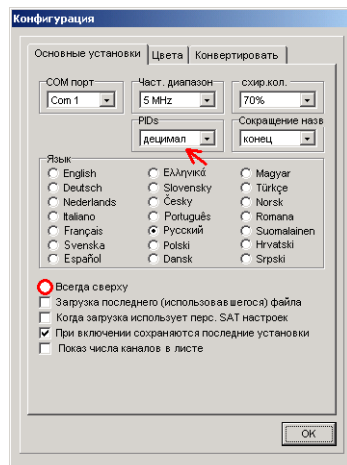 Конфигурация
Основные установки Цвета Конвертировать
COM порт Част. диапазон схир.кол.
Com 1 5 MHz 70%
PIDs Сокращение назв
децимал конец
Язык
English Ελληνικά Magyar
Deutsch Slovensky Türkçe
Nederlands Česky Norsk
Italiano Português Romana
Français Русский Suomalainen
Svenska Polski Hrvatski
Español Dansk Srpski
Всегда сверху
Загрузка последнего (использовавшегося) файла
Когда загрузка использует перс. SAT настроек
При включении сохраняются последние установки
Показ числа каналов в листе
OK